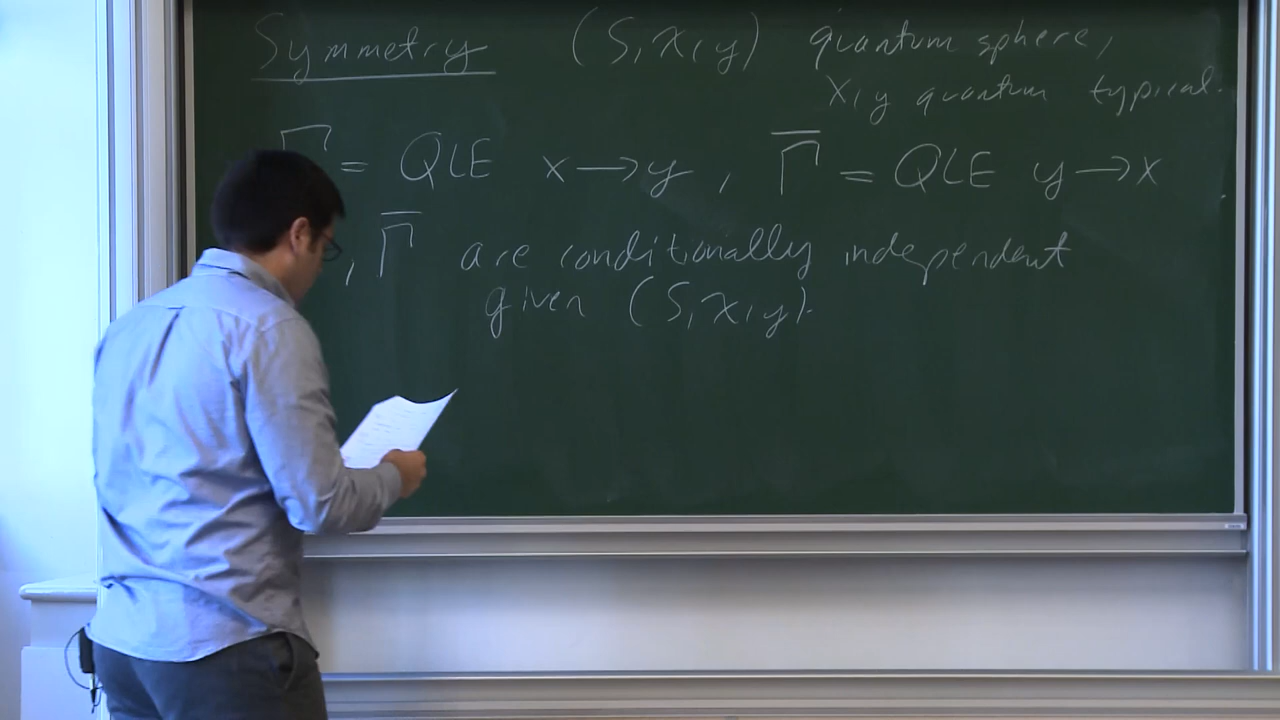 Symmetry (S,x,y) quantum sphere,
x,y quantum typical.
Γ = QLE x→y, Γ̄ = QLE y→x
, Γ̄ are conditionally independent
given (S,x,y).